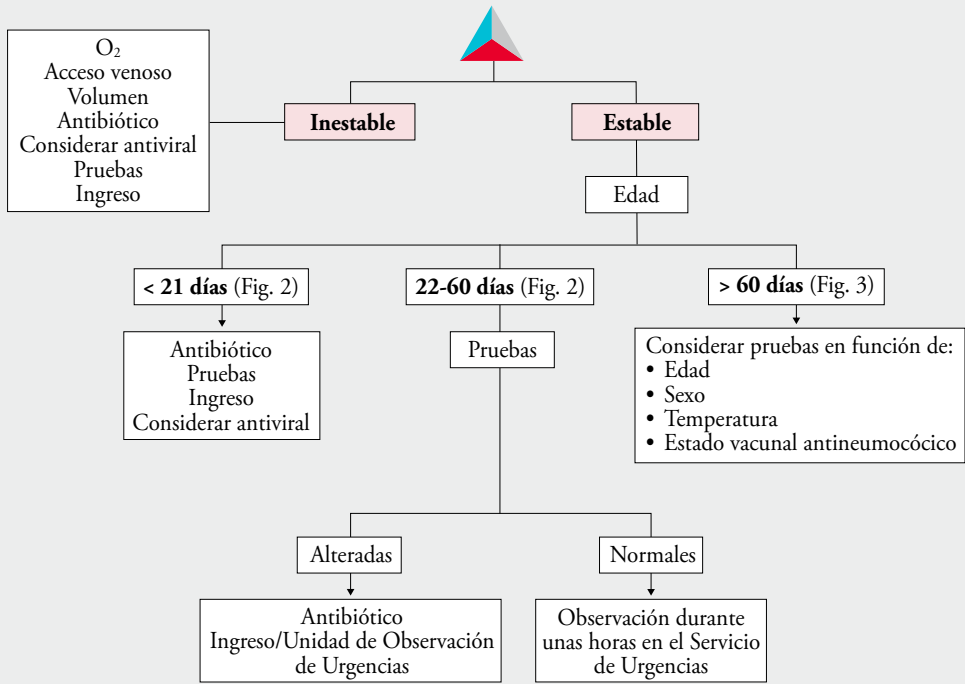 O₂
Acceso venoso
Volumen
Antibiótico
Considerar antiviral
Pruebas
Ingreso
Inestable
Estable
Edad
< 21 días (Fig. 2)
22-60 días (Fig. 2)
> 60 días (Fig. 3)
Antibiótico
Pruebas
Ingreso
Considerar antiviral
Pruebas
Considerar pruebas en función de:
• Edad
• Sexo
• Temperatura
• Estado vacunal antineumocócico
Alteradas
Normales
Antibiótico
Ingreso/Unidad de Observación
de Urgencias
Observación durante
unas horas en el Servicio
de Urgencias